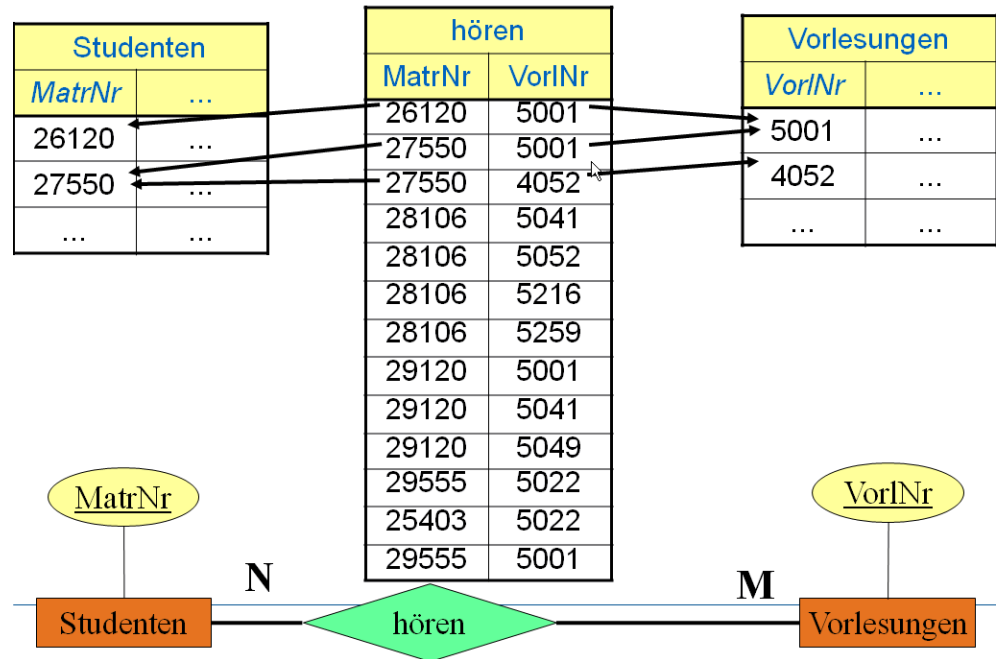 Studenten
MatrNr ...
26120 ...
27550 ...
... ...
hören
MatrNr VorlNr
26120 5001
27550 5001
27550 4052
28106 5041
28106 5052
28106 5216
28106 5259
29120 5001
29120 5041
29120 5049
29555 5022
25403 5022
29555 5001
Vorlesungen
VorlNr ...
5001 ...
4052 ...
... ...
MatrNr
VorlNr
N
M
Studenten
hören
Vorlesungen